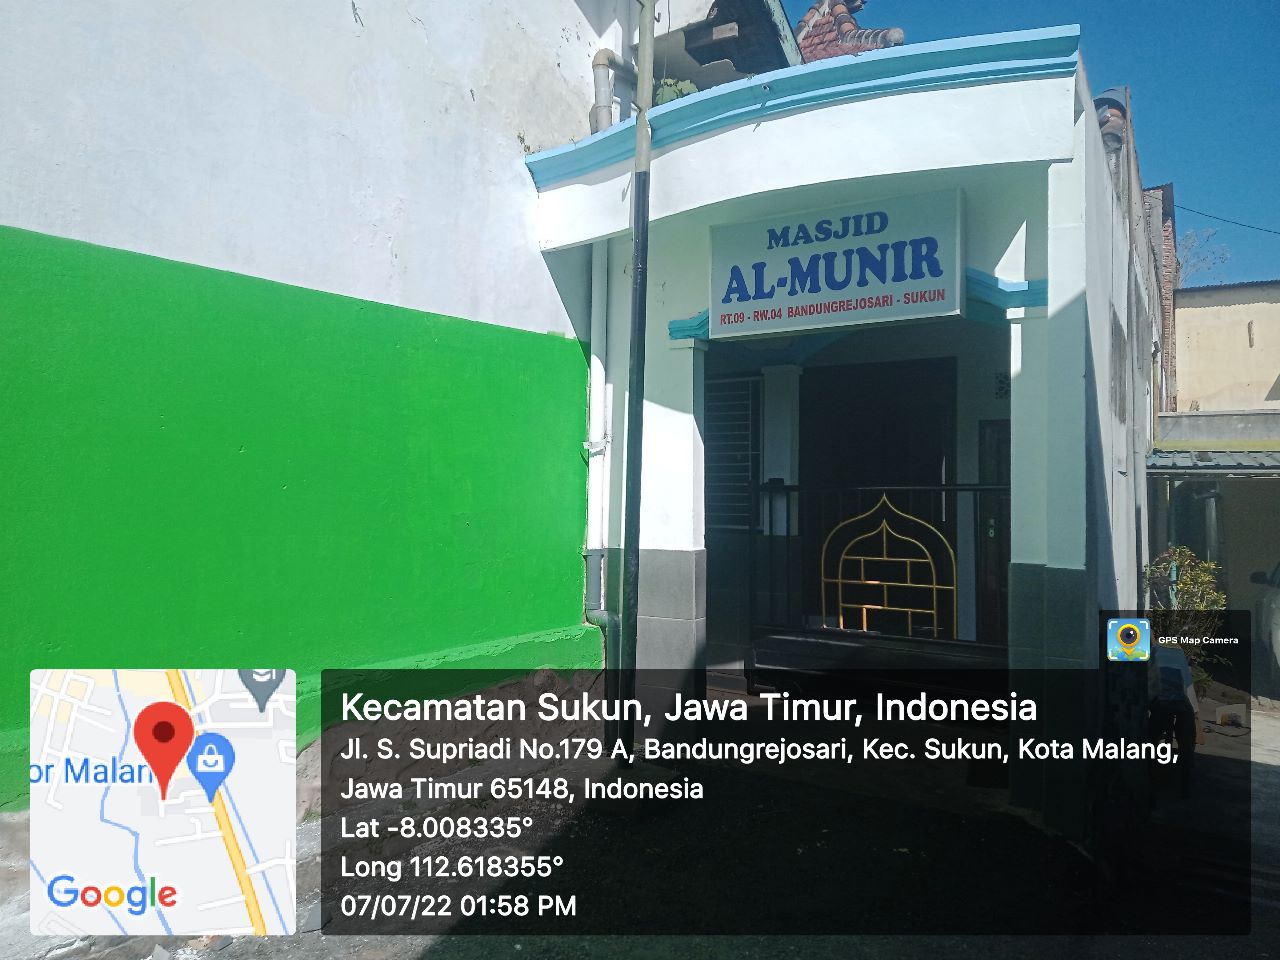 MASJID
AL-MUNIR
RT.09 - RW.04 BANDUNGREJOSARI - SUKUN
GPS Map Camera
or Malan
Google
Kecamatan Sukun, Jawa Timur, Indonesia
Jl. S. Supriadi No.179 A, Bandungrejosari, Kec. Sukun, Kota Malang,
Jawa Timur 65148, Indonesia
Lat -8.008335°
Long 112.618355°
07/07/22 01:58 PM